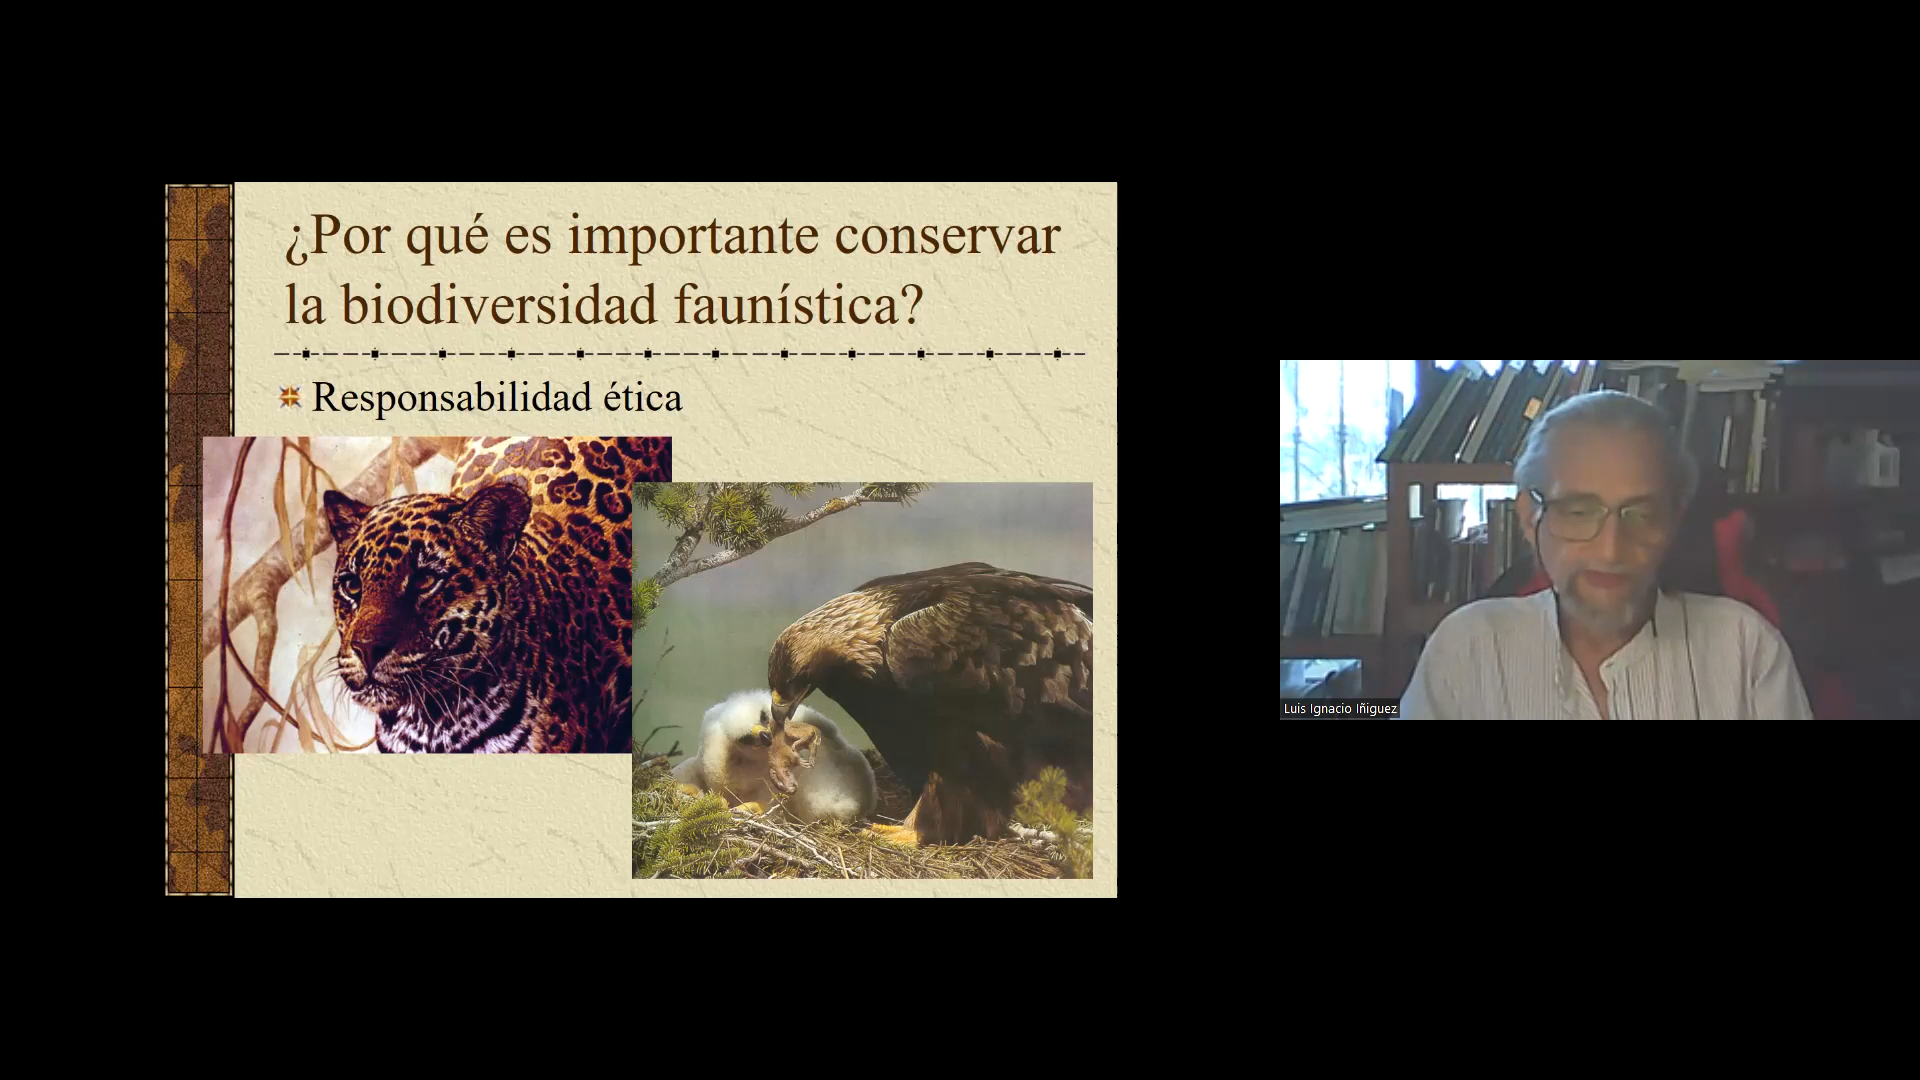 ¿Por qué es importante conservar
la biodiversidad faunística?
Responsabilidad ética
Luis Ignacio Iñiguez